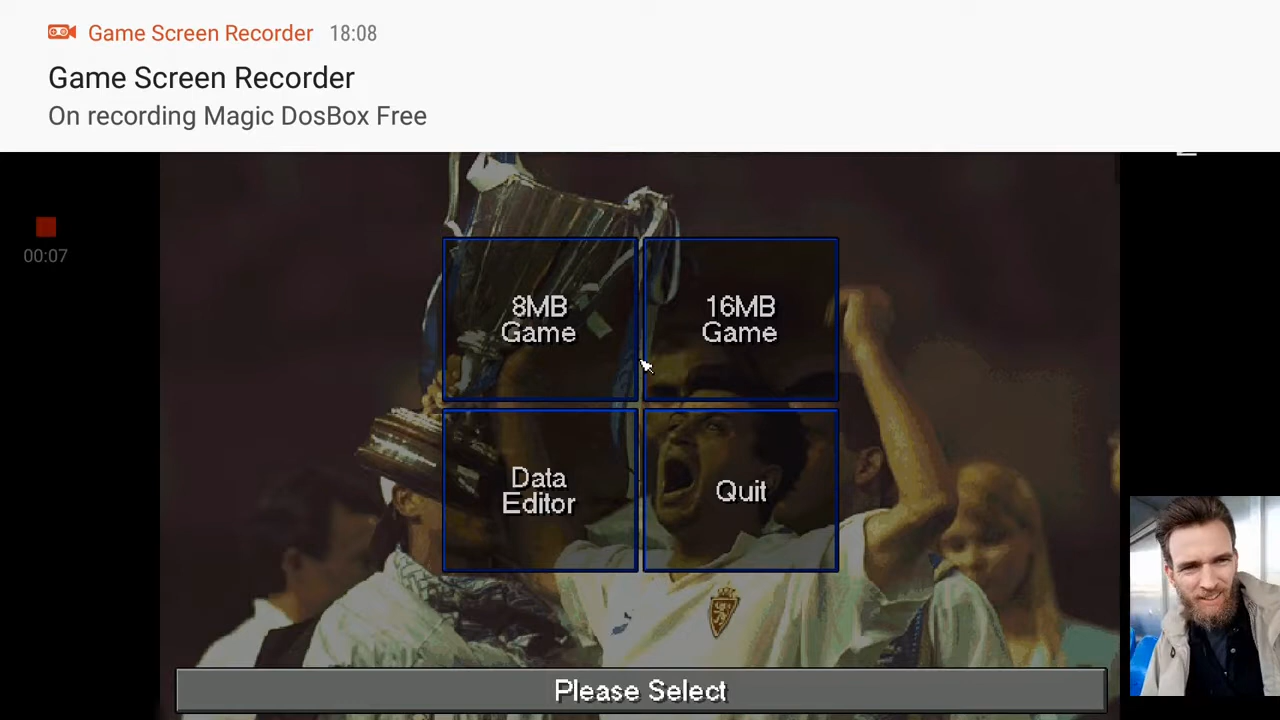 Game Screen Recorder 18:08
Game Screen Recorder
On recording Magic DosBox Free
00:07
8MB
Game
16MB
Game
Data
Editor
Quit
Please Select